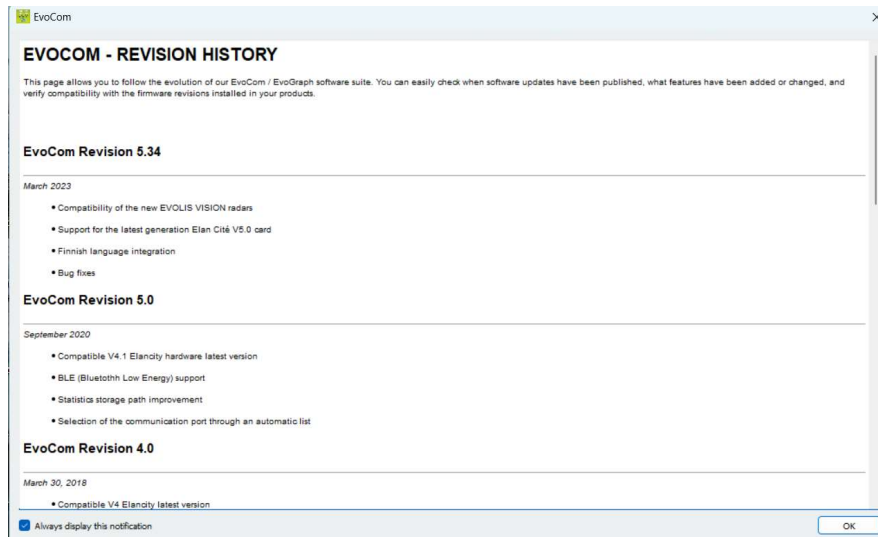 EvoCom
EVOCOM - REVISION HISTORY
This page allows you to follow the evolution of our EvoCom / EvoGraph software suite. You can easily check when software updates have been published, what features have been added or changed, and
verify compatibility with the firmware revisions installed in your products.
EvoCom Revision 5.34
March 2023
• Compatibility of the new EVOLIS VISION radars
• Support for the latest generation Elan Cité V5.0 card
• Finnish language integration
• Bug fixes
EvoCom Revision 5.0
September 2020
• Compatible V4.1 Elancity hardware latest version
• BLE (Bluetothh Low Energy) support
• Statistics storage path improvement
• Selection of the communication port through an automatic list
EvoCom Revision 4.0
March 30, 2018
• Compatible V4 Elancity latest version
Always display this notification
OK